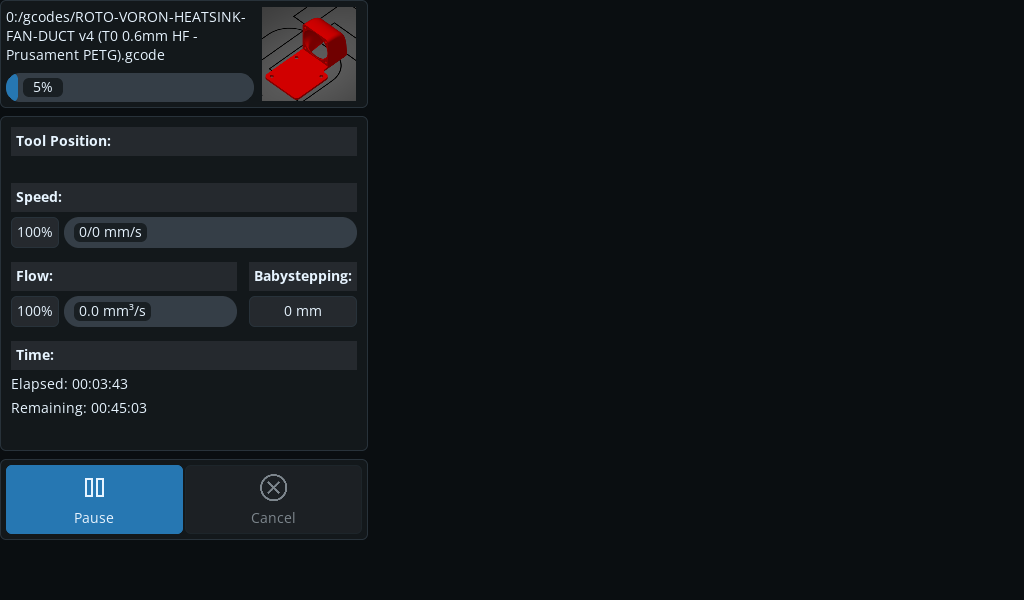 0:/gcodes/ROTO-VORON-HEATSINK-
FAN-DUCT v4 (T0 0.6mm HF -
Prusament PETG).gcode
5%
Tool Position:
Speed:
100% 0/0 mm/s
Flow: Babystepping:
100% 0.0 mm³/s 0 mm
Time:
Elapsed: 00:03:43
Remaining: 00:45:03
Pause Cancel